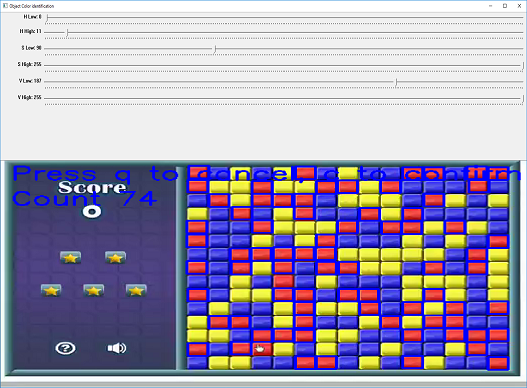 Object Color identification
H Low: 0
H High: 11
S Low: 90
S High: 255
V Low: 187
V High: 255
Press q to cancel, c to confirm
Score
0
Count 74
?